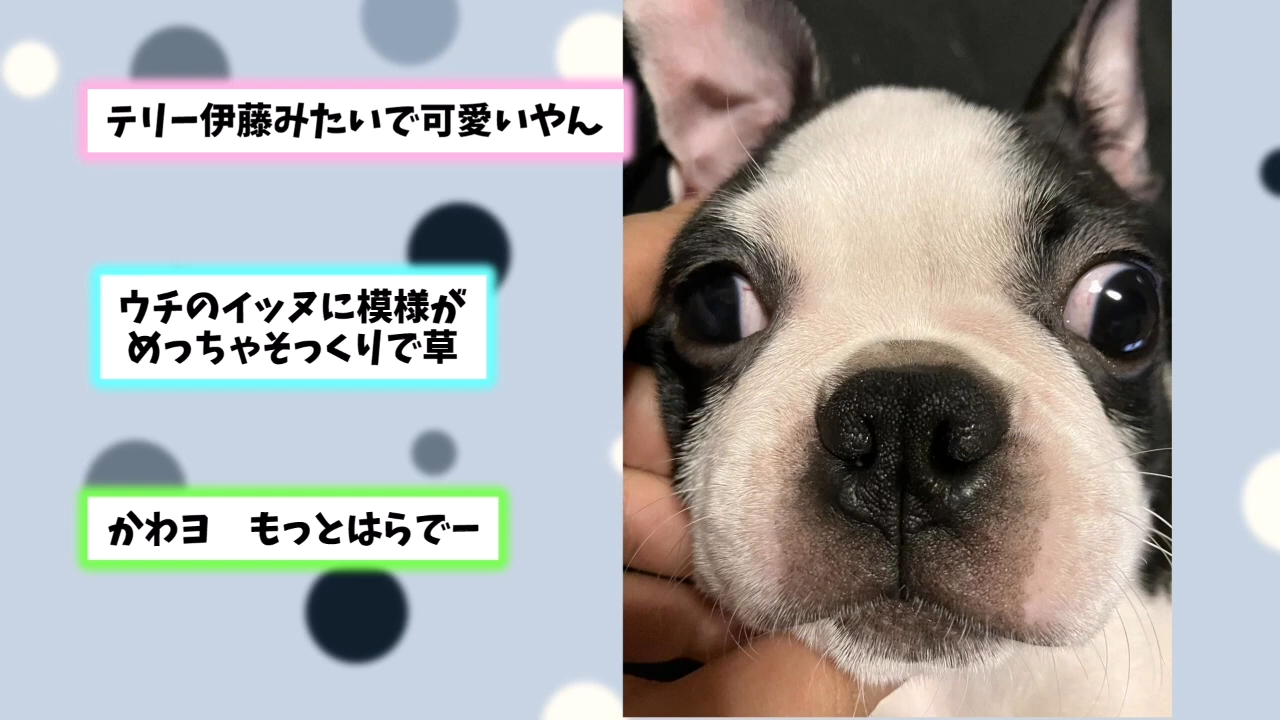 テリー伊藤みたいで可愛いやん
ウチのイッヌに模様が
めっちゃそっくりで草
かわヨ　もっとはらでー